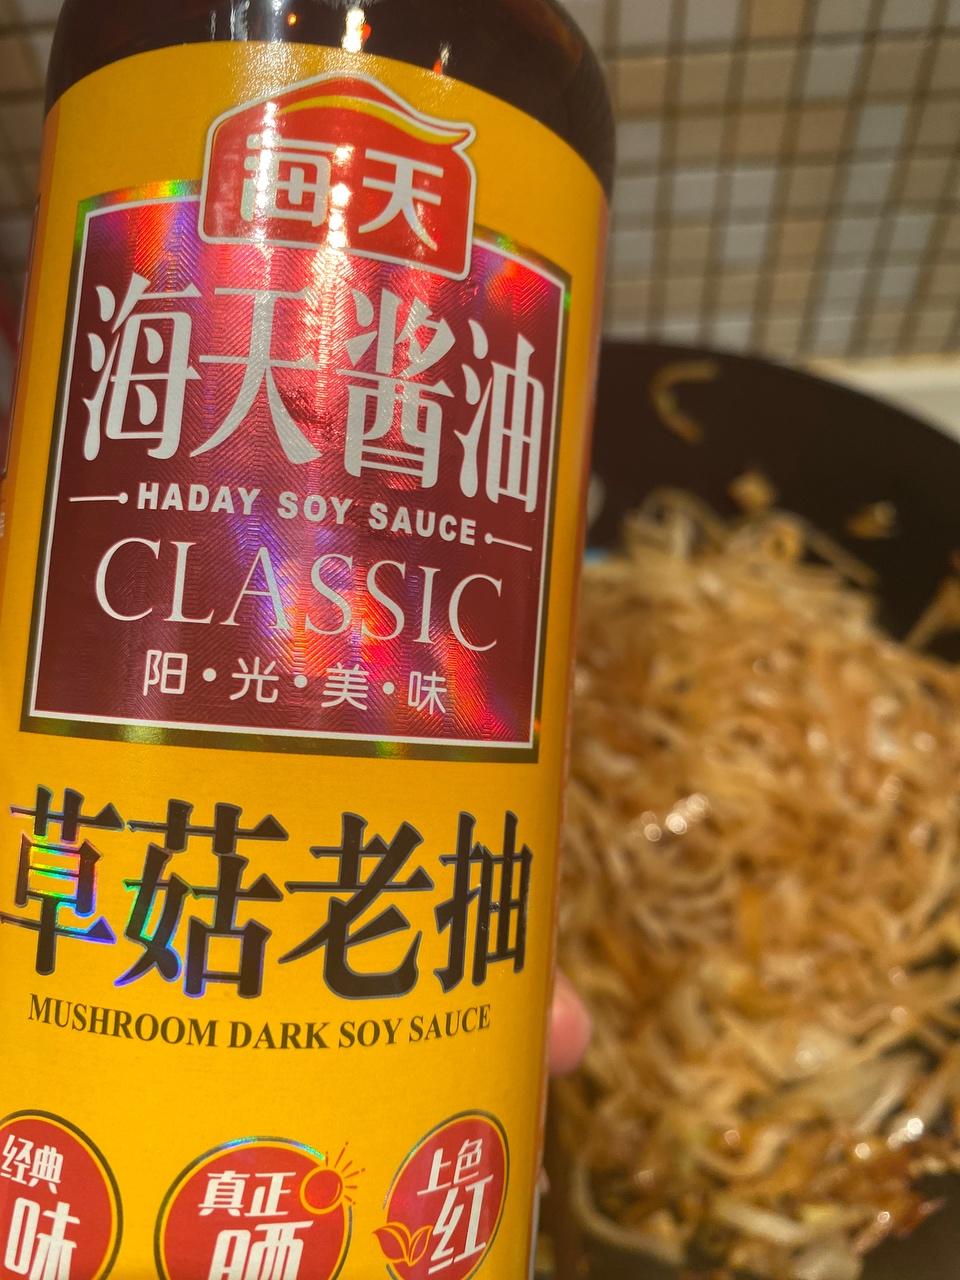 海天
海天酱油
HADAY SOY SAUCE
CLASSIC
阳·光·美·味
草菇老抽
MUSHROOM DARK SOY SAUCE
经典
味
真正
晒
上色
红